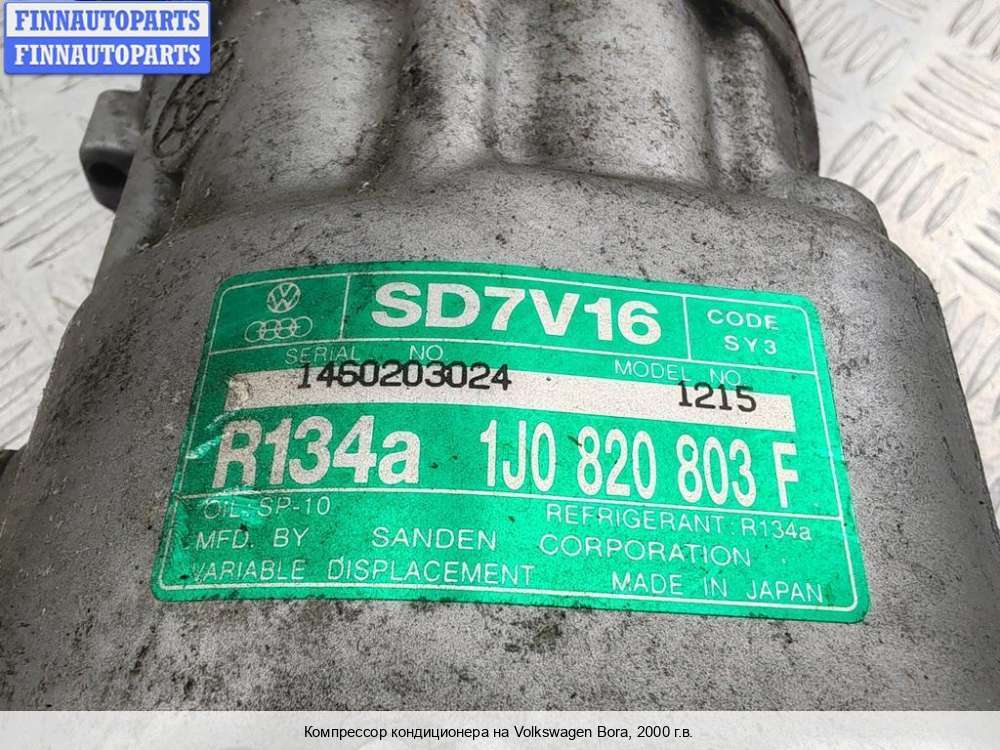 FINNAUTOPARTS
FINNAUTOPARTS
SD7V16
CODE
SY3
SERIAL NO.
MODEL NO.
1460203024
1215
R134a 1J0 820 803 F
OIL: SP-10
REFRIGERANT: R134a
MFD. BY SANDEN CORPORATION
VARIABLE DISPLACEMENT MADE IN JAPAN
Компрессор кондиционера на Volkswagen Bora, 2000 г.в.